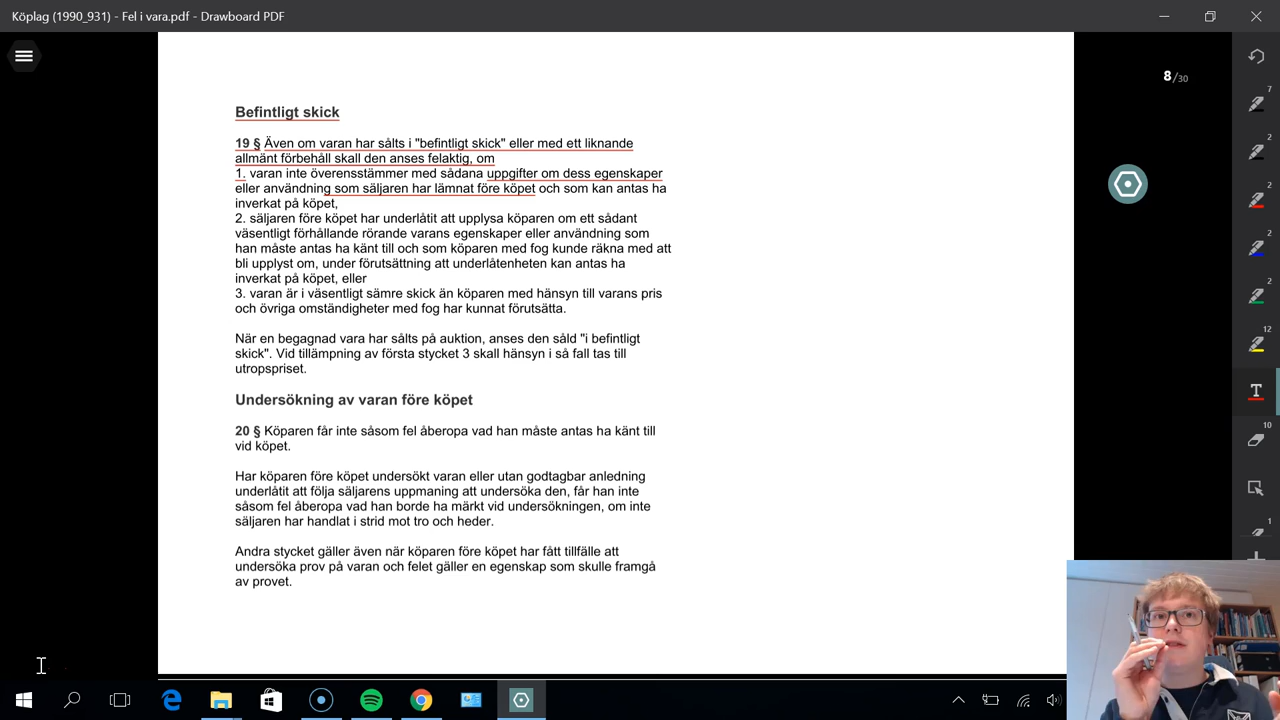 Köplag (1990_931) - Fel i vara.pdf - Drawboard PDF
8/30
Befintligt skick
19 § Även om varan har sålts i "befintligt skick" eller med ett liknande
allmänt förbehåll skall den anses felaktig, om
1. varan inte överensstämmer med sådana uppgifter om dess egenskaper
eller användning som säljaren har lämnat före köpet och som kan antas ha
inverkat på köpet,
2. säljaren före köpet har underlåtit att upplysa köparen om ett sådant
väsentligt förhållande rörande varans egenskaper eller användning som
han måste antas ha känt till och som köparen med fog kunde räkna med att
bli upplyst om, under förutsättning att underlåtenheten kan antas ha
inverkat på köpet, eller
3. varan är i väsentligt sämre skick än köparen med hänsyn till varans pris
och övriga omständigheter med fog har kunnat förutsätta.
När en begagnad vara har sålts på auktion, anses den såld "i befintligt
skick". Vid tillämpning av första stycket 3 skall hänsyn i så fall tas till
utropspriset.
Undersökning av varan före köpet
20 § Köparen får inte såsom fel åberopa vad han måste antas ha känt till
vid köpet.
Har köparen före köpet undersökt varan eller utan godtagbar anledning
underlåtit att följa säljarens uppmaning att undersöka den, får han inte
såsom fel åberopa vad han borde ha märkt vid undersökningen, om inte
säljaren har handlat i strid mot tro och heder.
Andra stycket gäller även när köparen före köpet har fått tillfälle att
undersöka prov på varan och felet gäller en egenskap som skulle framgå
av provet.
7
2
2
2
2
12
T
10
1